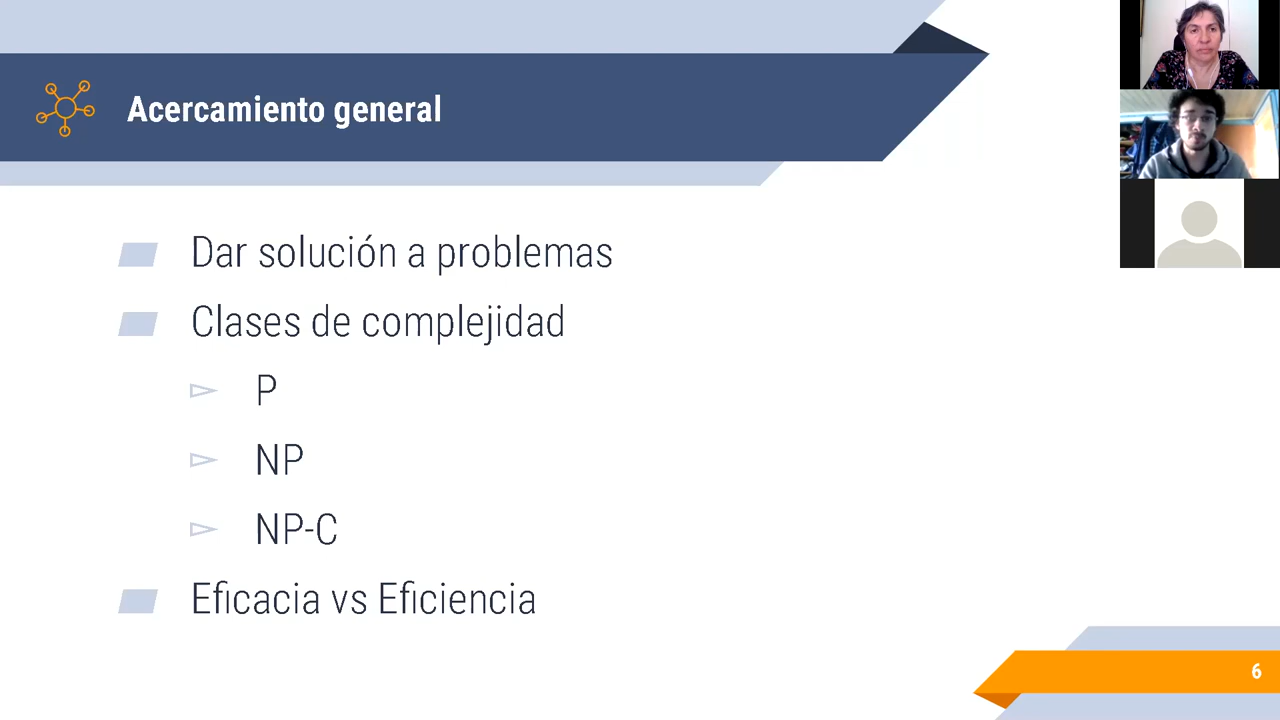 Acercamiento general
Dar solución a problemas
Clases de complejidad
P
NP
NP-C
Eficacia vs Eficiencia
6